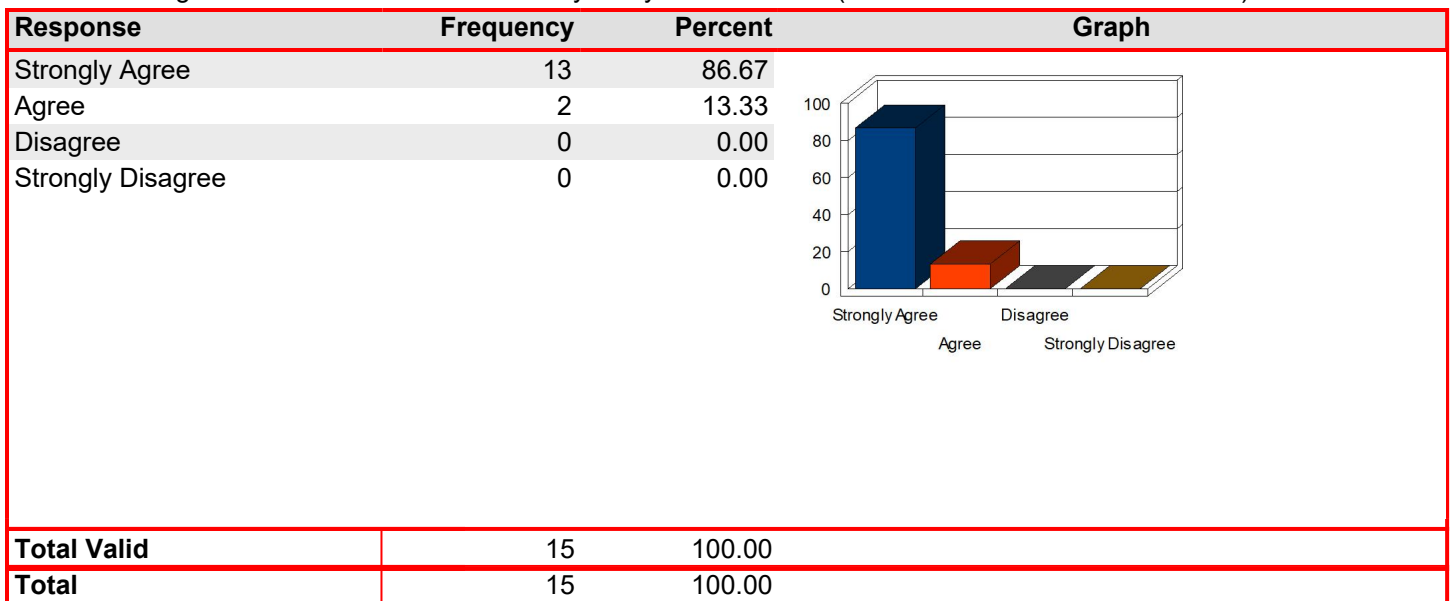 Response Frequency Percent Graph
Strongly Agree 13 86.67
Agree 2 13.33
Disagree 0 0.00
Strongly Disagree 0 0.00
100
80
60
40
20
0
Strongly Agree Disagree
Agree Strongly Disagree
Total Valid 15 100.00
Total 15 100.00